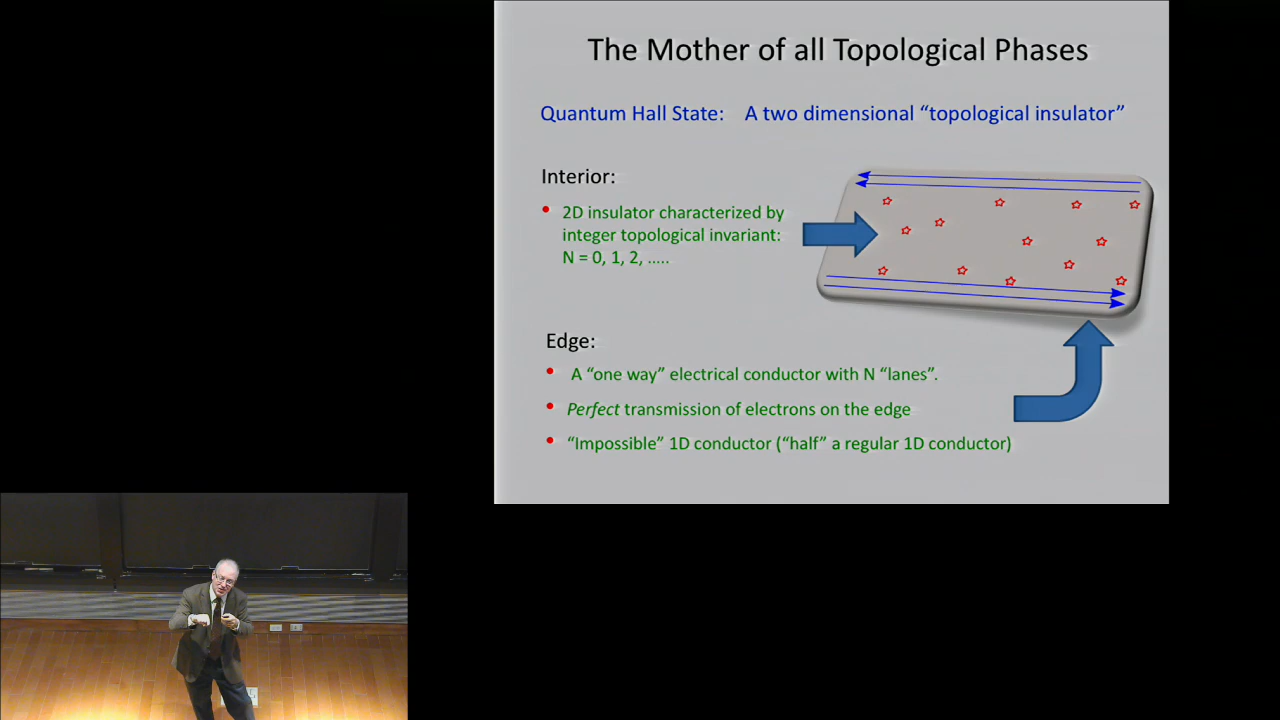 The Mother of all Topological Phases
Quantum Hall State: A two dimensional “topological insulator”
Interior:
• 2D insulator characterized by
integer topological invariant:
N = 0, 1, 2, .....
Edge:
• A “one way” electrical conductor with N “lanes”.
• Perfect transmission of electrons on the edge
• “Impossible” 1D conductor (“half” a regular 1D conductor)